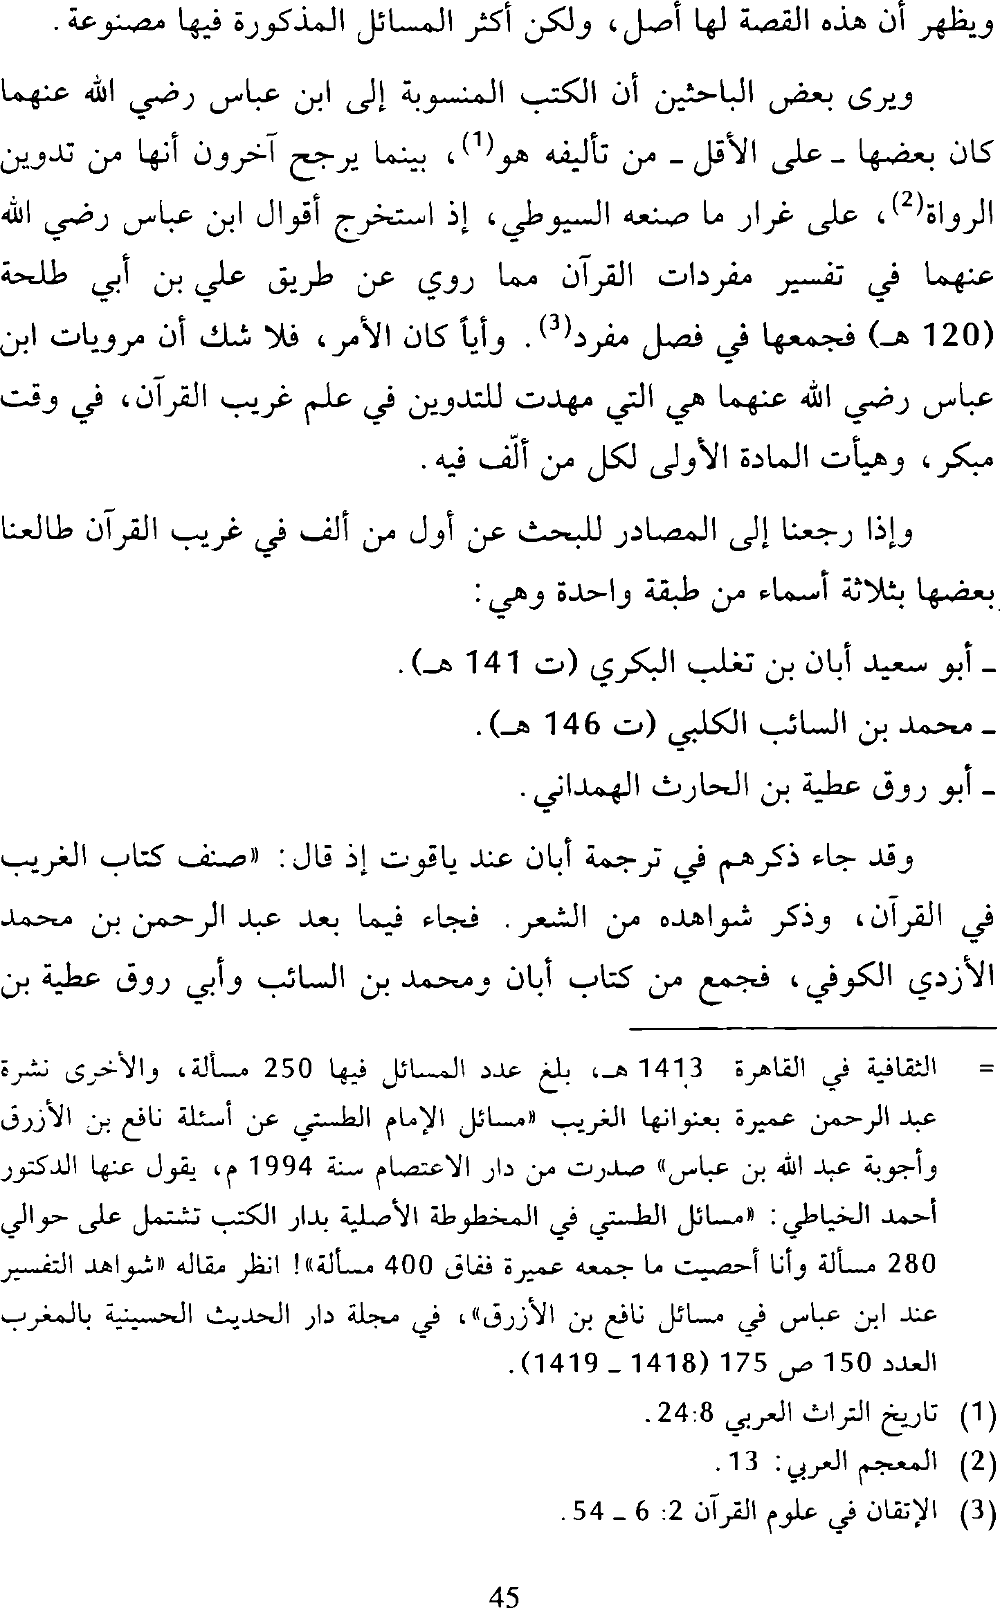 ويظهر أن هذه القصة لها أصل، ولكن أكثر المسائل المذكورة فيها مصنوعة.
ويرى بعض الباحثين أن الكتب المنسوبة إلى ابن عباس رضي الله عنهما
كان بعضها ـ على الأقل ـ من تأليفه هو(1)، بينما يرجح آخرون أنها من تدوين
الرواة(2)، على غرار ما صنعه السيوطي، إذ استخرج أقوال ابن عباس رضي الله
عنهما في تفسير مفردات القرآن مما روي عن طريق علي بن أبي طلحة
(120 هـ) فجمعها في فصل مفرد(3). وأياً كان الأمر، فلا شك أن مرويات ابن
عباس رضي الله عنهما هي التي مهدت للتدوين في علم غريب القرآن، في وقت
مبكر، وهيأت المادة الأولى لكل من ألّف فيه.
وإذا رجعنا إلى المصادر للبحث عن أول من ألف في غريب القرآن طالعنا
بعضها بثلاثة أسماء من طبقة واحدة وهي:
ـ أبو سعيد أبان بن تغلب البكري (ت 141 هـ).
ـ محمد بن السائب الكلبي (ت 146 هـ).
ـ أبو روق عطية بن الحارث الهمداني.
وقد جاء ذكرهم في ترجمة أبان عند ياقوت إذ قال: «صنف كتاب الغريب
في القرآن، وذكر شواهده من الشعر. فجاء فيما بعد عبد الرحمن بن محمد
الأزدي الكوفي، فجمع من كتاب أبان ومحمد بن السائب وأبي روق عطية بن
= الثقافية في القاهرة 1413 هـ، بلغ عدد المسائل فيها 250 مسألة، والأخرى نشرة
عبد الرحمن عميرة بعنوانها الغريب «مسائل الإمام الطستي عن أسئلة نافع بن الأزرق
وأجوبة عبد الله بن عباس» صدرت من دار الاعتصام سنة 1994 م، يقول عنها الدكتور
أحمد الخياطي: «مسائل الطستي في المخطوطة الأصلية بدار الكتب تشتمل على حوالي
280 مسألة وأنا أحصيت ما جمعه عميرة ففاق 400 مسألة»! انظر مقاله «شواهد التفسير
عند ابن عباس في مسائل نافع بن الأزرق»، في مجلة دار الحديث الحسينية بالمغرب
العدد 150 ص 175 (1418 ـ 1419).
(1) تاريخ التراث العربي 24:8.
(2) المعجم العربي: 13.
(3) الإتقان في علوم القرآن 2: 6 ـ 54.
45